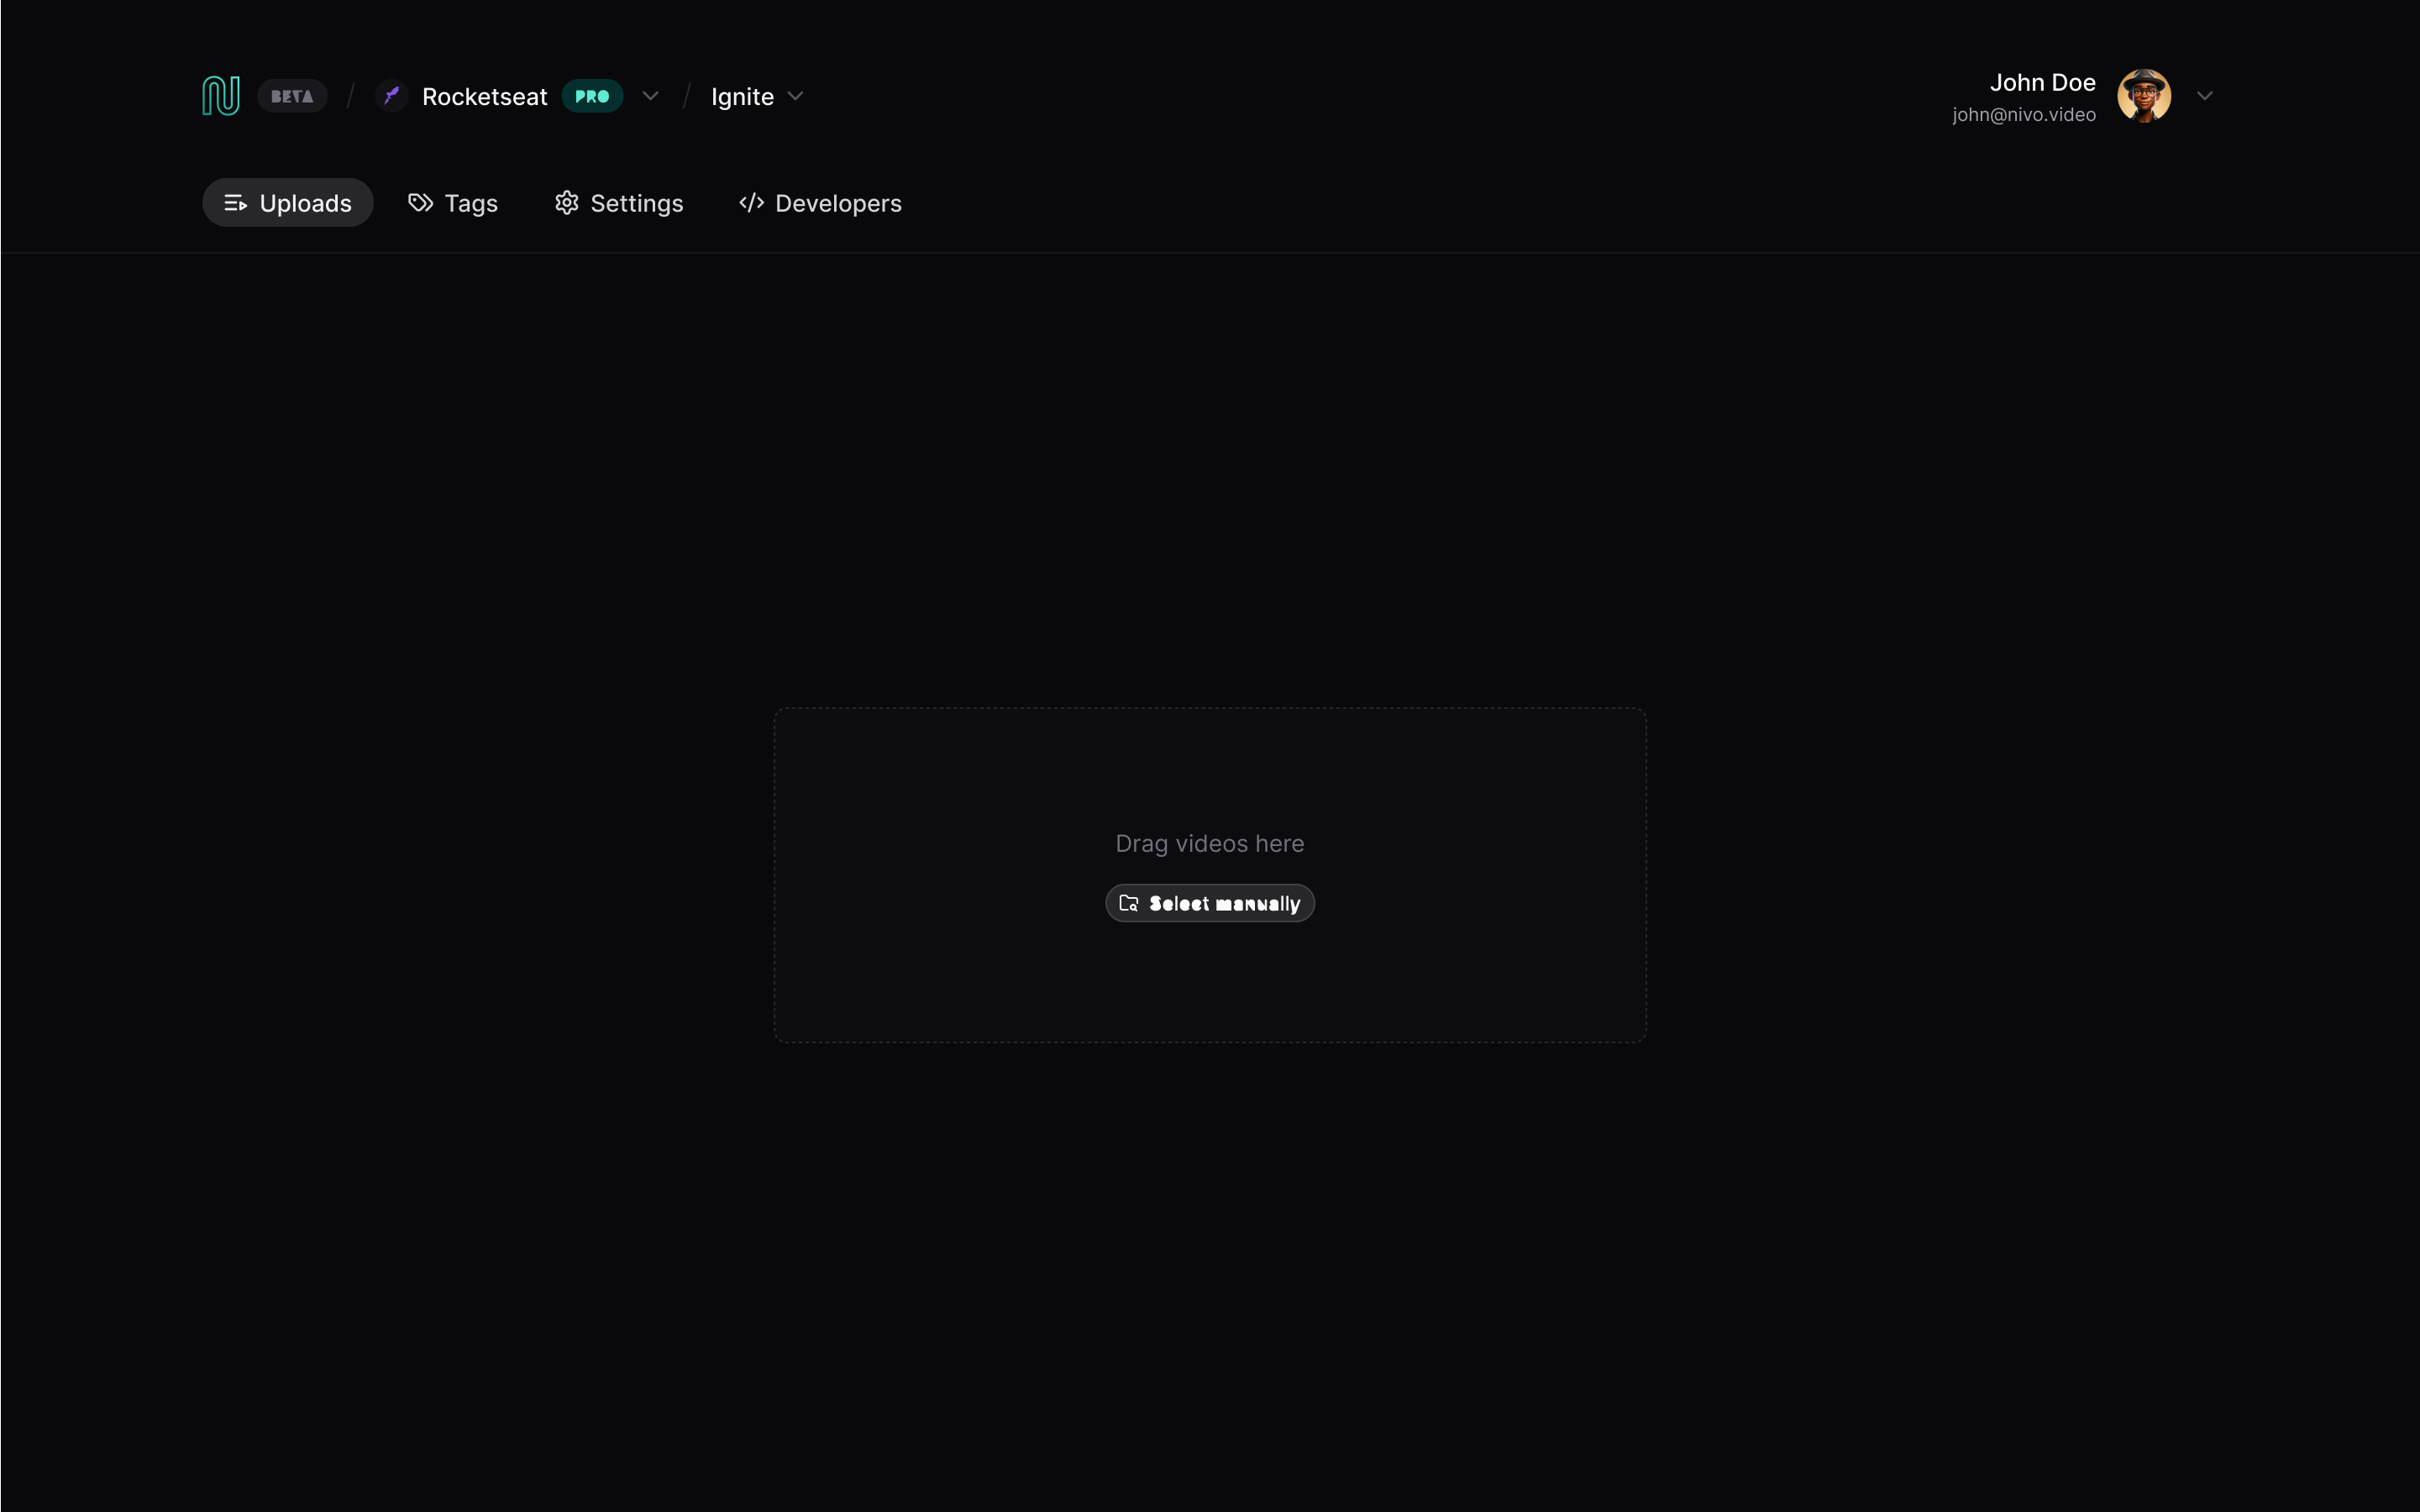 BETA / Rocketseat PRO / Ignite
John Doe
john@nivo.video
Uploads Tags Settings </> Developers
Drag videos here
Select manually